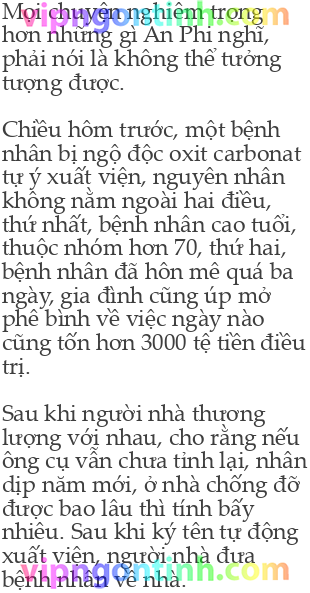 Mọi chuyện nghiêm trọng
vipngontinh.com
hơn những gì An Phi nghĩ,
phải nói là không thể tưởng
tượng được.
Chiều hôm trước, một bệnh
nhân bị ngộ độc oxit carbonat
tự ý xuất viện, nguyên nhân
không nằm ngoài hai điều,
thứ nhất, bệnh nhân cao tuổi,
thuộc nhóm hơn 70, thứ hai,
bệnh nhân đã hôn mê quá ba
ngày, gia đình cũng úp mở
phê bình về việc ngày nào
cũng tốn hơn 3000 tệ tiền điều
trị.
Sau khi người nhà thương
lượng với nhau, cho rằng nếu
ông cụ vẫn chưa tỉnh lại, nhân
dịp năm mới, ở nhà chống đỡ
được bao lâu thì tính bấy
nhiêu. Sau khi ký tên tự động
xuất viện, người nhà đưa
vipngontinh.com
bệnh nhân về nhà.